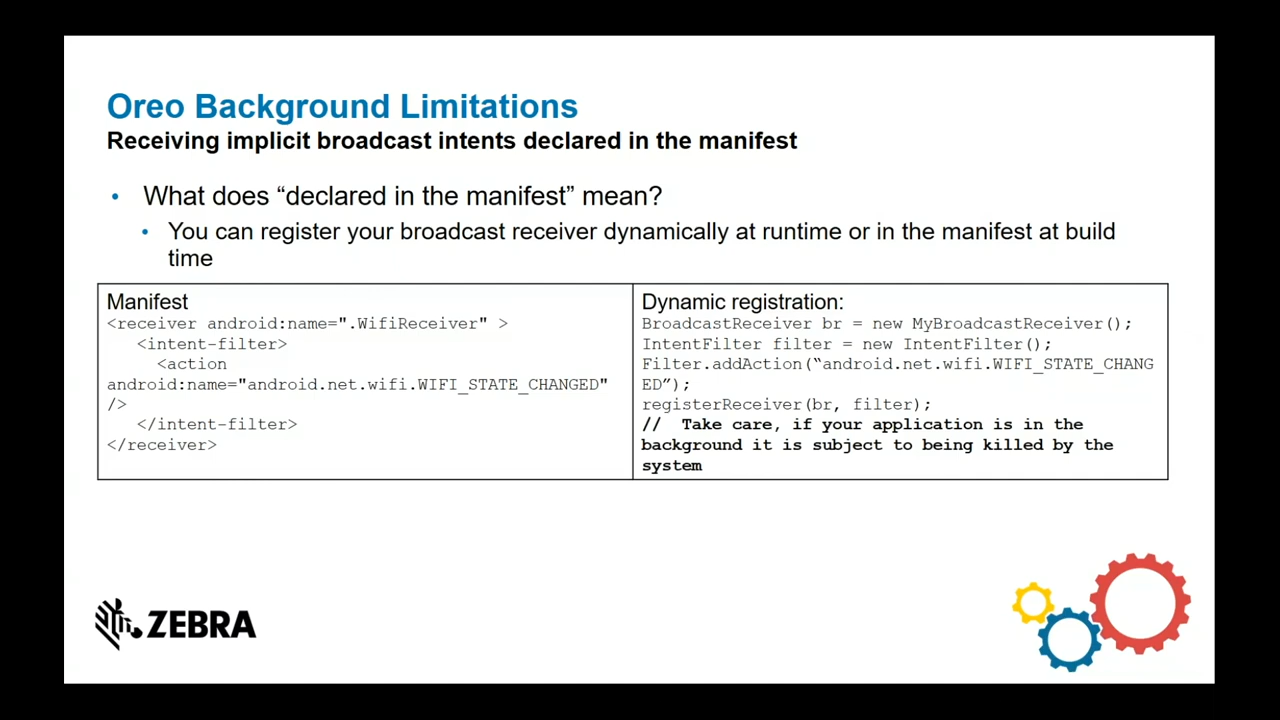 Oreo Background Limitations
Receiving implicit broadcast intents declared in the manifest
• What does “declared in the manifest” mean?
• You can register your broadcast receiver dynamically at runtime or in the manifest at build
time
Manifest
<receiver android:name=".WifiReceiver" >
<intent-filter>
<action
android:name="android.net.wifi.WIFI_STATE_CHANGED"
/>
</intent-filter>
</receiver>
Dynamic registration:
BroadcastReceiver br = new MyBroadcastReceiver();
IntentFilter filter = new IntentFilter();
Filter.addAction(“android.net.wifi.WIFI_STATE_CHANG
ED”);
registerReceiver(br, filter);
// Take care, if your application is in the
background it is subject to being killed by the
system
ZEBRA